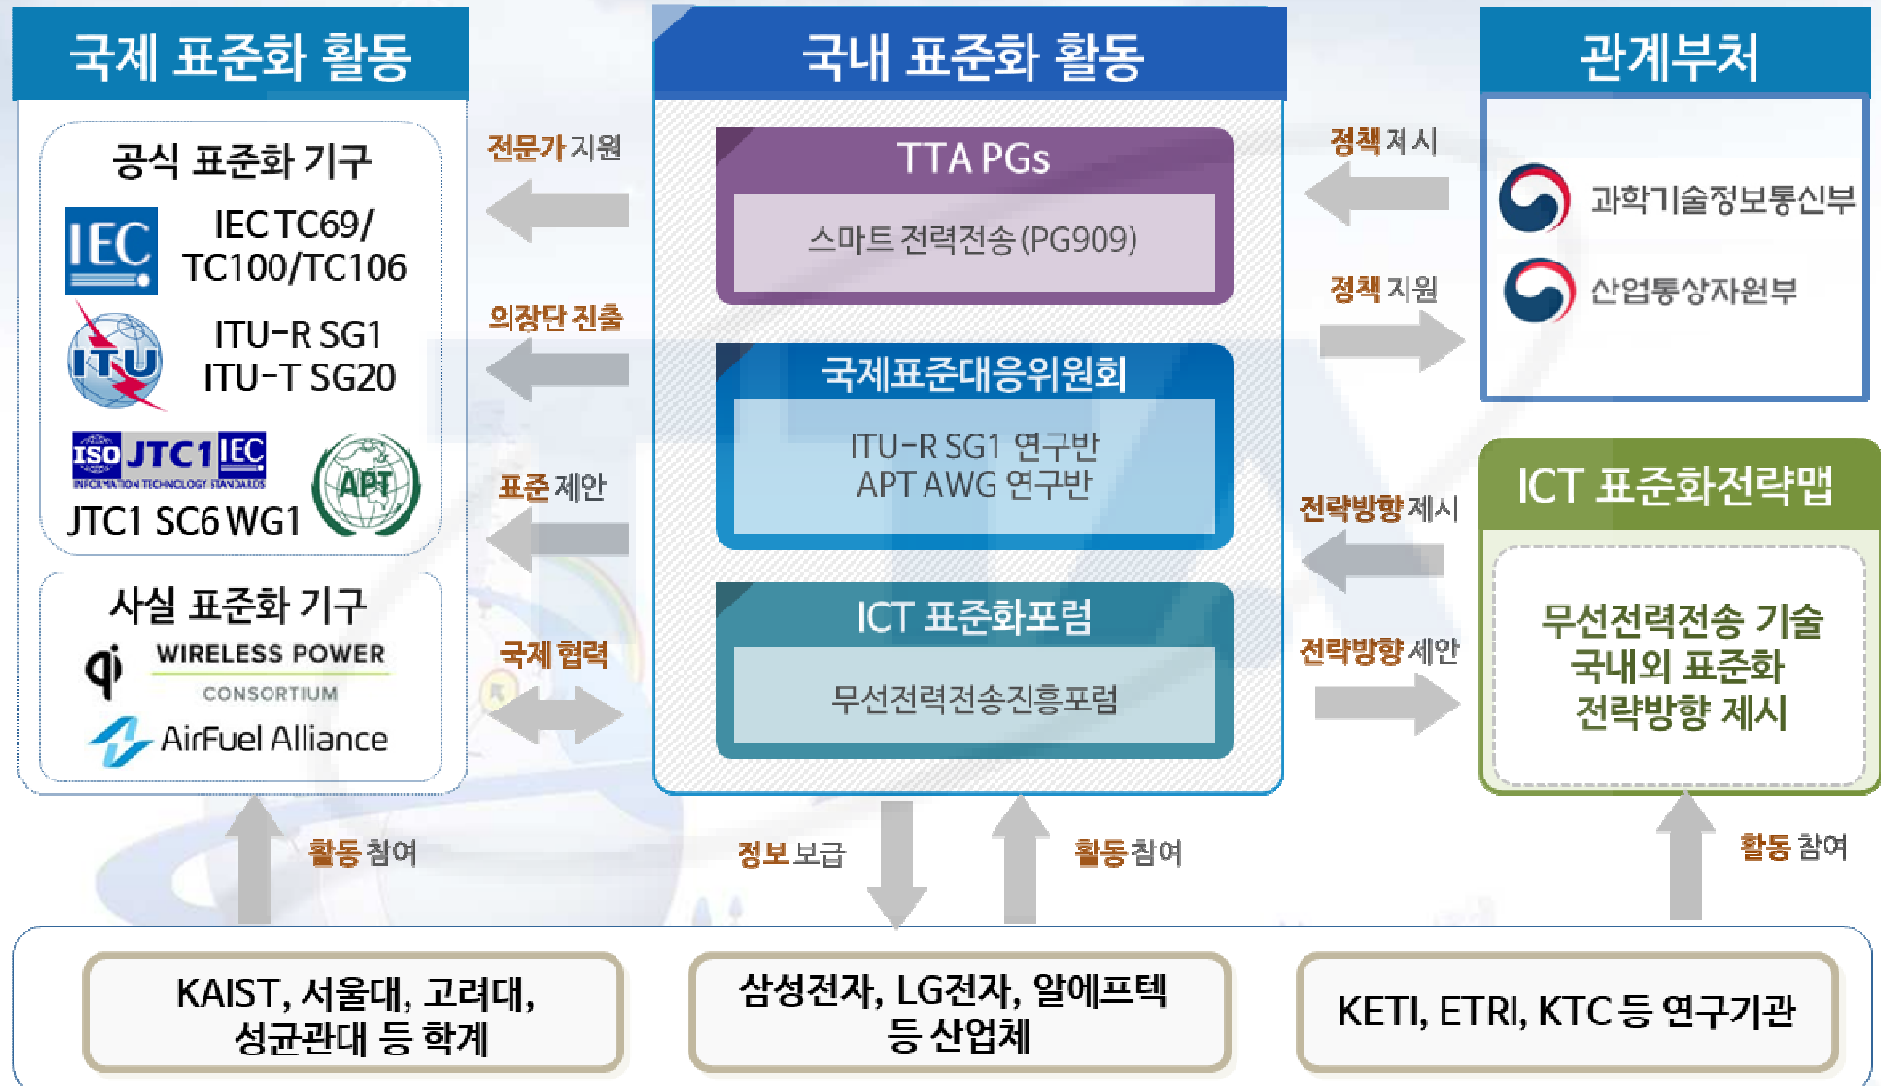 국제 표준화 활동
공식 표준화 기구
IEC
IEC TC69/
TC100/TC106
ITU
ITU-R SG1
ITU-T SG20
ISO JTC1 IEC
INFORMATION TECHNOLOGY STANDARDS
JTC1 SC6 WG1
APT
사실 표준화 기구
qi
WIRELESS POWER
CONSORTIUM
AirFuel Alliance
전문가 지원
의장단 진출
표준 제안
국제 협력
국내 표준화 활동
TTA PGs
스마트 전력전송 (PG909)
국제표준대응위원회
ITU-R SG1 연구반
APT AWG 연구반
ICT 표준화포럼
무선전력전송진흥포럼
정책 제시
정책 지원
전략방향 제시
전략방향 제안
관계부처
과학기술정보통신부
산업통상자원부
ICT 표준화전략맵
무선전력전송 기술
국내외 표준화
전략방향 제시
활동 참여
정보 보급
활동 참여
활동 참여
KAIST, 서울대, 고려대,
성균관대 등 학계
삼성전자, LG전자, 알에프텍
등 산업체
KETI, ETRI, KTC 등 연구기관